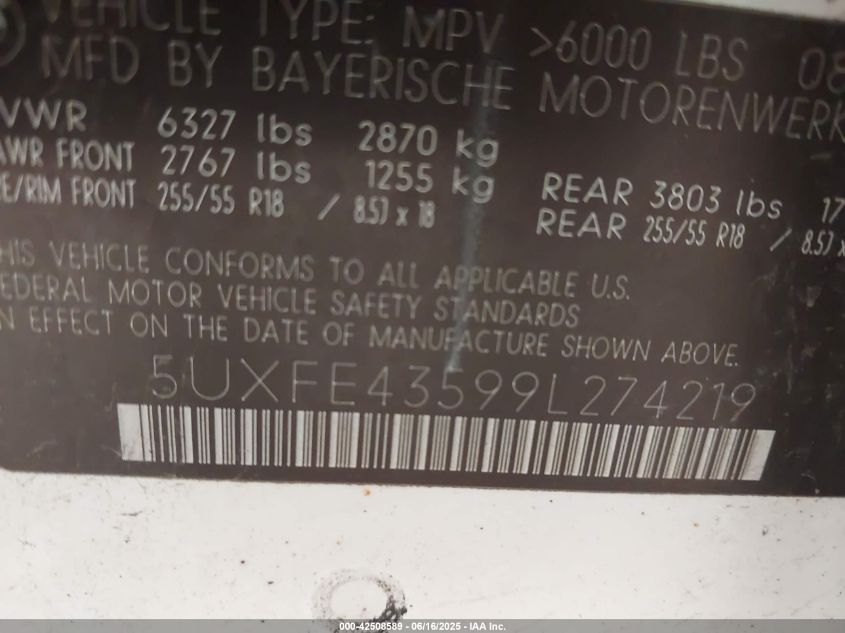 VEHICLE TYPE: MPV >6000 LBS 08
MFD BY BAYERISCHE MOTORENWERK
VWR 6327 lbs 2870 kg
AWR FRONT 2767 lbs 1255 kg REAR 3803 lbs 17
E/RIM FRONT 255/55 R18 / 8.5J x 18 REAR 255/55 R18 / 8.5J x
HIS VEHICLE CONFORMS TO ALL APPLICABLE U.S.
EDERAL MOTOR VEHICLE SAFETY STANDARDS
N EFFECT ON THE DATE OF MANUFACTURE SHOWN ABOVE.
5UXFE43599L274219
000-42508589 - 06/16/2025 - IAA Inc.